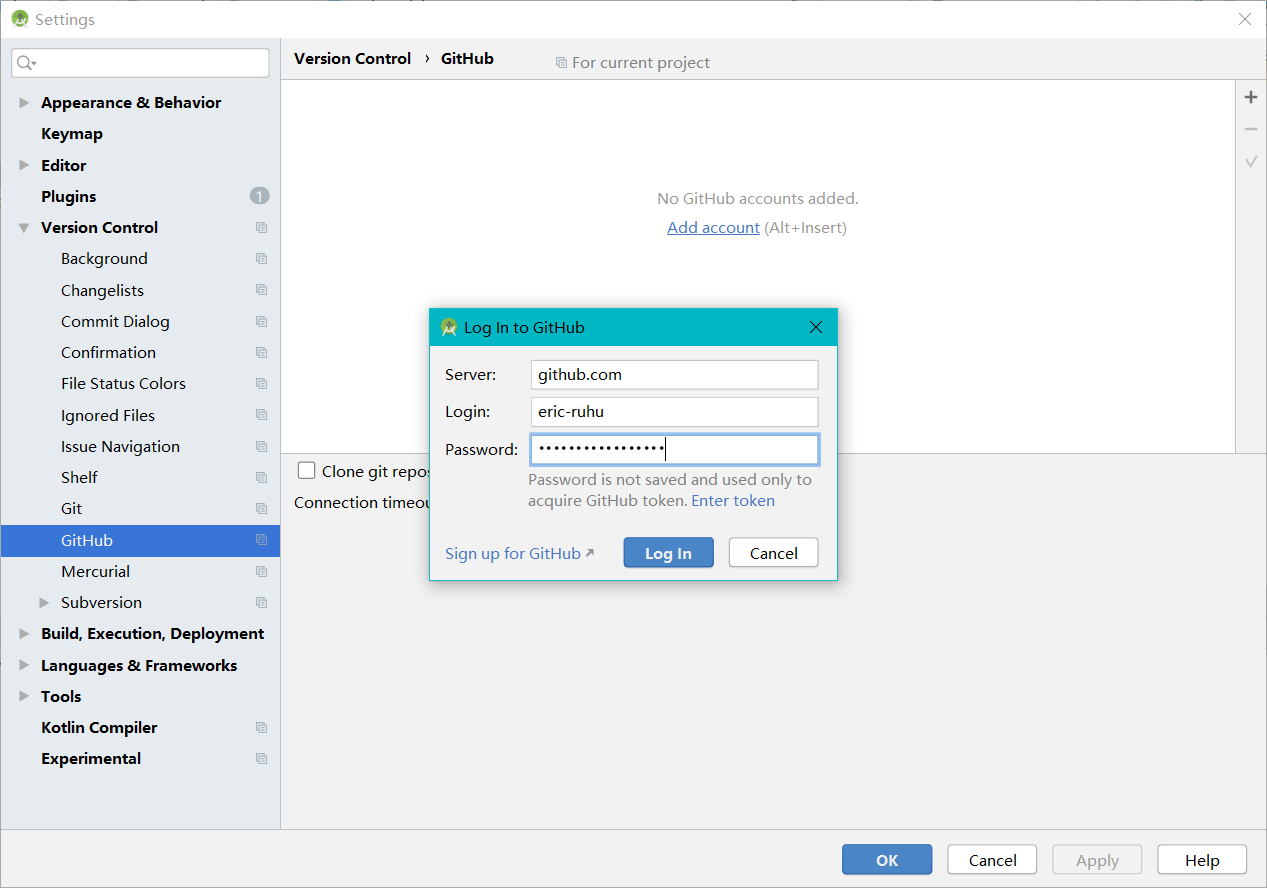 Settings
Version Control › GitHub
For current project
Appearance & Behavior
Keymap
Editor
Plugins
1
Version Control
Background
Changelists
Commit Dialog
Confirmation
File Status Colors
Ignored Files
Issue Navigation
Shelf
Git
GitHub
Mercurial
Subversion
Build, Execution, Deployment
Languages & Frameworks
Tools
Kotlin Compiler
Experimental
No GitHub accounts added.
Add account (Alt+Insert)
Clone git repos
Connection timeou
Log In to GitHub
Server: github.com
Login: eric-ruhu
Password: •••••••••••••••••
Password is not saved and used only to
acquire GitHub token. Enter token
Sign up for GitHub
Log In
Cancel
OK
Cancel
Apply
Help